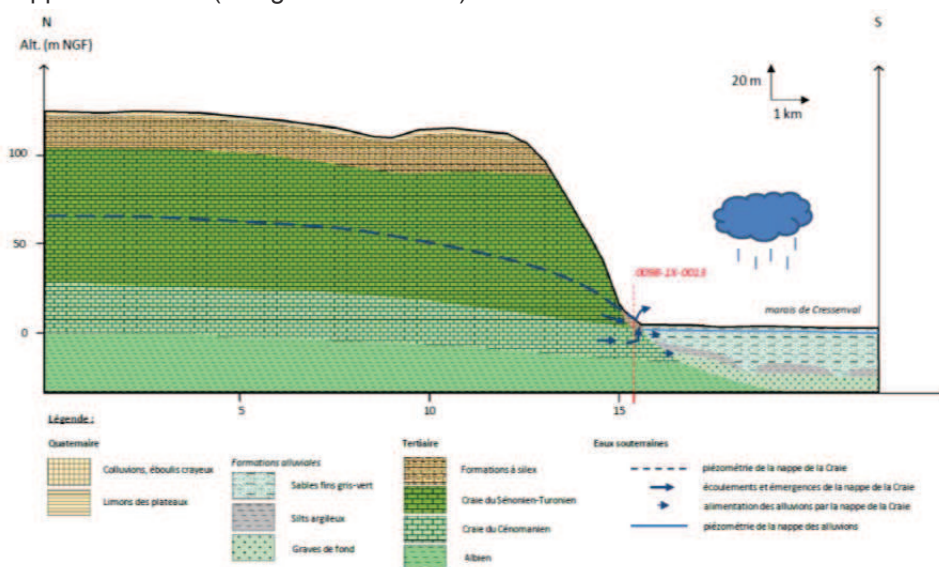 N
S
Alt. (m NGF)
20 m
1 km
100
50
0
marais de Cressenval
5
10
15
Légende :
Quaternaire
Colluvions, éboulis crayeux
Limons des plateaux
Formations alluviales
Sables fins gris-vert
Silts argileux
Graves de fond
Tertiaire
Formations à silex
Craie du Sénonien-Turonien
Craie du Cénomanien
Albien
Eaux souterraines
piézométrie de la nappe de la Craie
écoulements et émergences de la nappe de la Craie
alimentation des alluvions par la nappe de la Craie
piézométrie de la nappe des alluvions